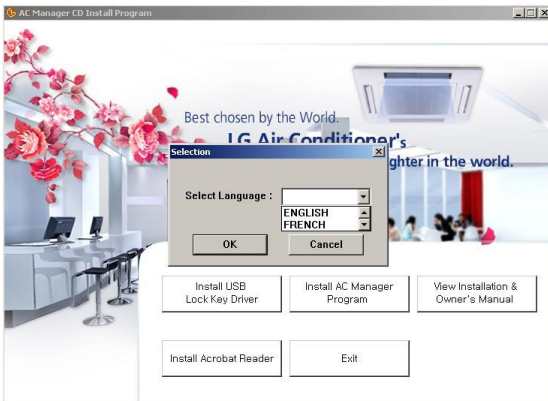 AC Manager CD Install Program
Best chosen by the World.
LG Air Conditioner's
ghter in the world.
Selection
Select Language :
ENGLISH
FRENCH
OK
Cancel
Install USB
Lock Key Driver
Install AC Manager
Program
View Installation &
Owner's Manual
Install Acrobat Reader
Exit